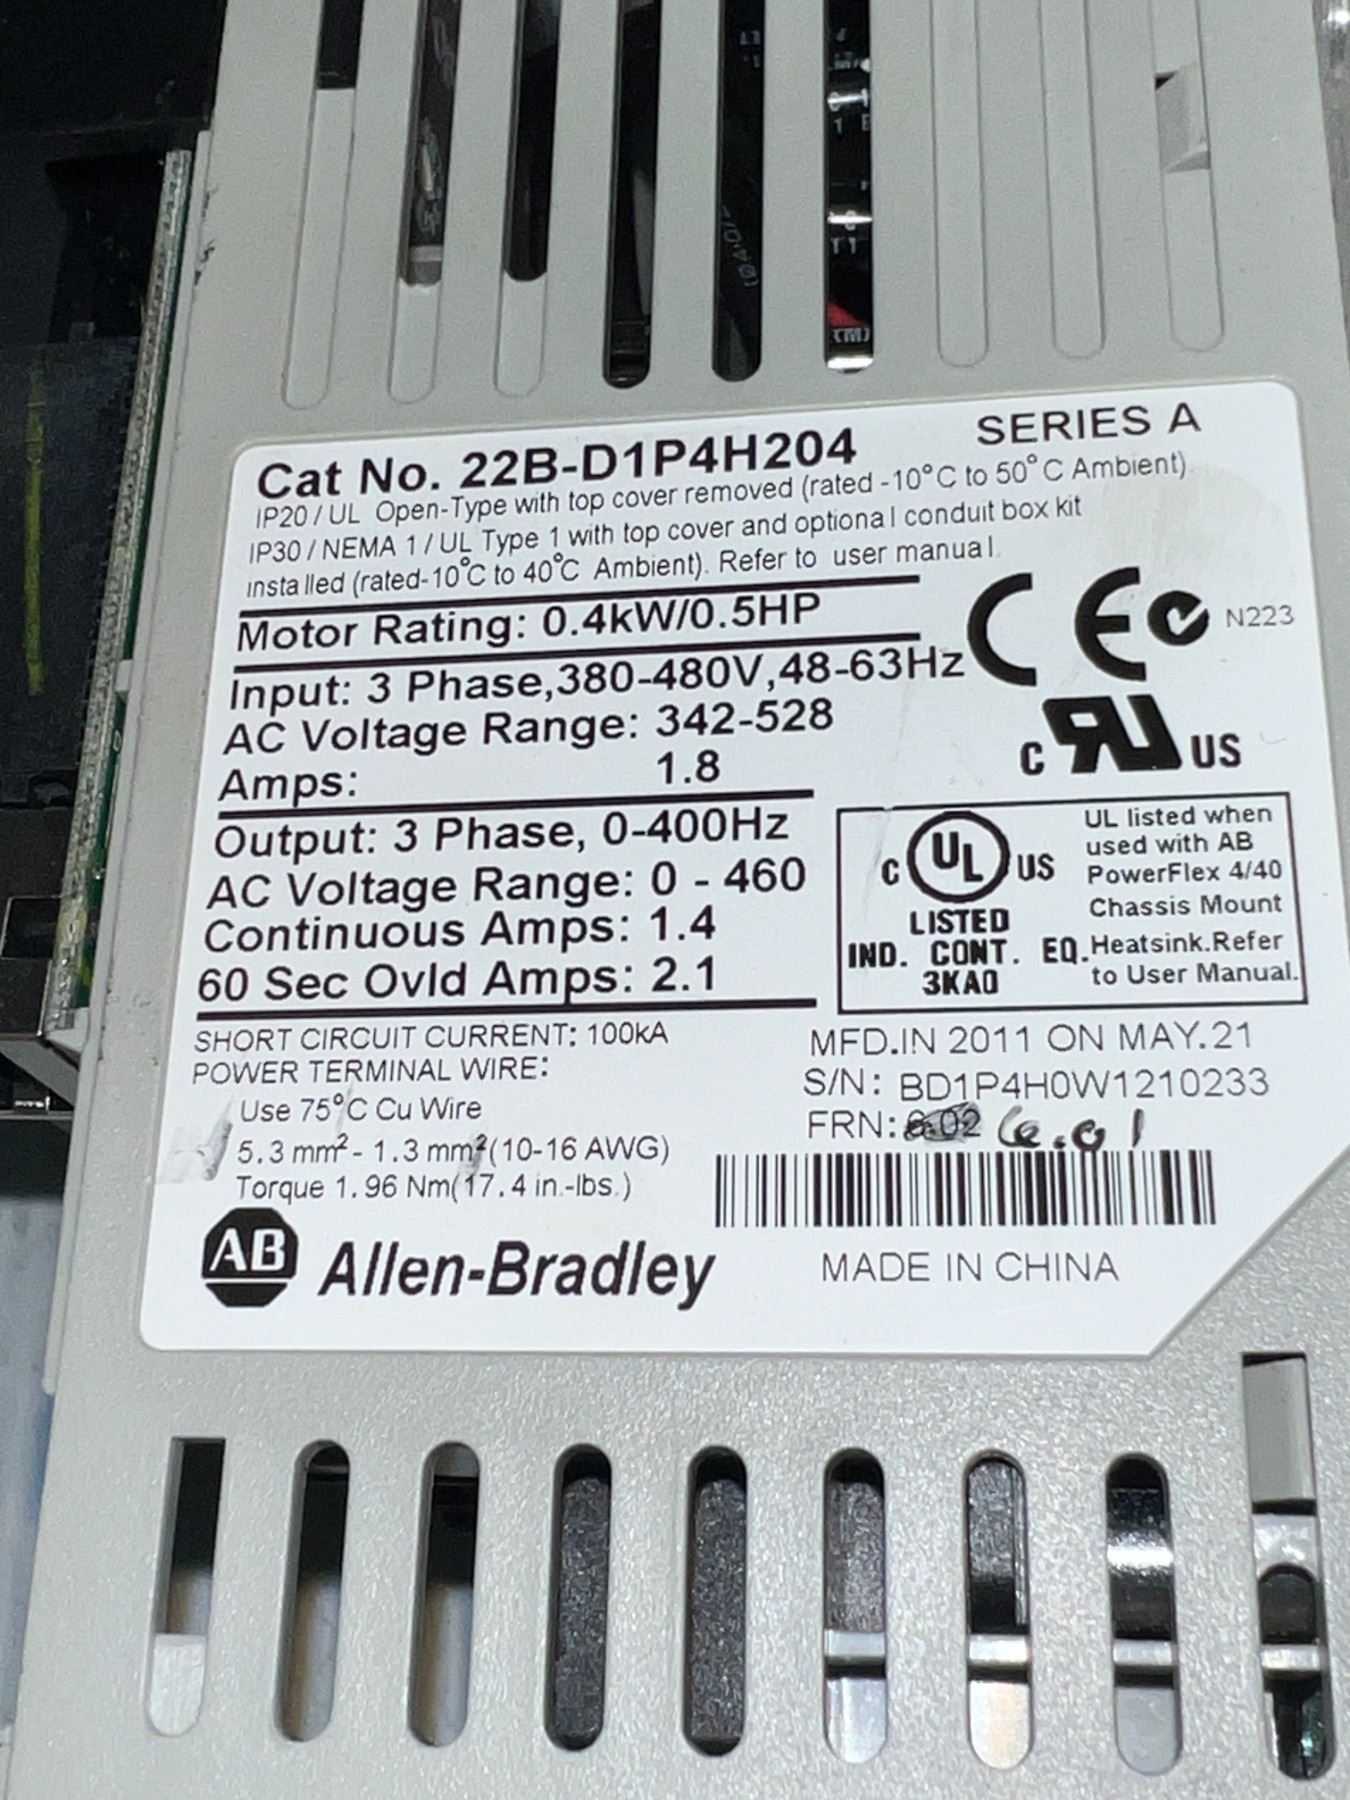 Cat No. 22B-D1P4H204 SERIES A
IP20 / UL Open-Type with top cover removed (rated -10°C to 50°C Ambient)
IP30 / NEMA 1 / UL Type 1 with top cover and optional conduit box kit
installed (rated-10°C to 40°C Ambient). Refer to user manual.
Motor Rating: 0.4kW/0.5HP
Input: 3 Phase,380-480V,48-63Hz
AC Voltage Range: 342-528
Amps: 1.8
Output: 3 Phase, 0-400Hz
AC Voltage Range: 0 - 460
Continuous Amps: 1.4
60 Sec Ovld Amps: 2.1
CE N223
C RU US
C UL US
LISTED
IND. CONT. EQ.
3KA0
UL listed when
used with AB
PowerFlex 4/40
Chassis Mount
Heatsink.Refer
to User Manual.
SHORT CIRCUIT CURRENT: 100kA
POWER TERMINAL WIRE:
Use 75°C Cu Wire
5.3 mm²- 1.3 mm²(10-16 AWG)
Torque 1.96 Nm(17.4 in.-lbs.)
MFD.IN 2011 ON MAY.21
S/N: BD1P4H0W1210233
FRN: 6.02 6.01
AB Allen-Bradley
MADE IN CHINA